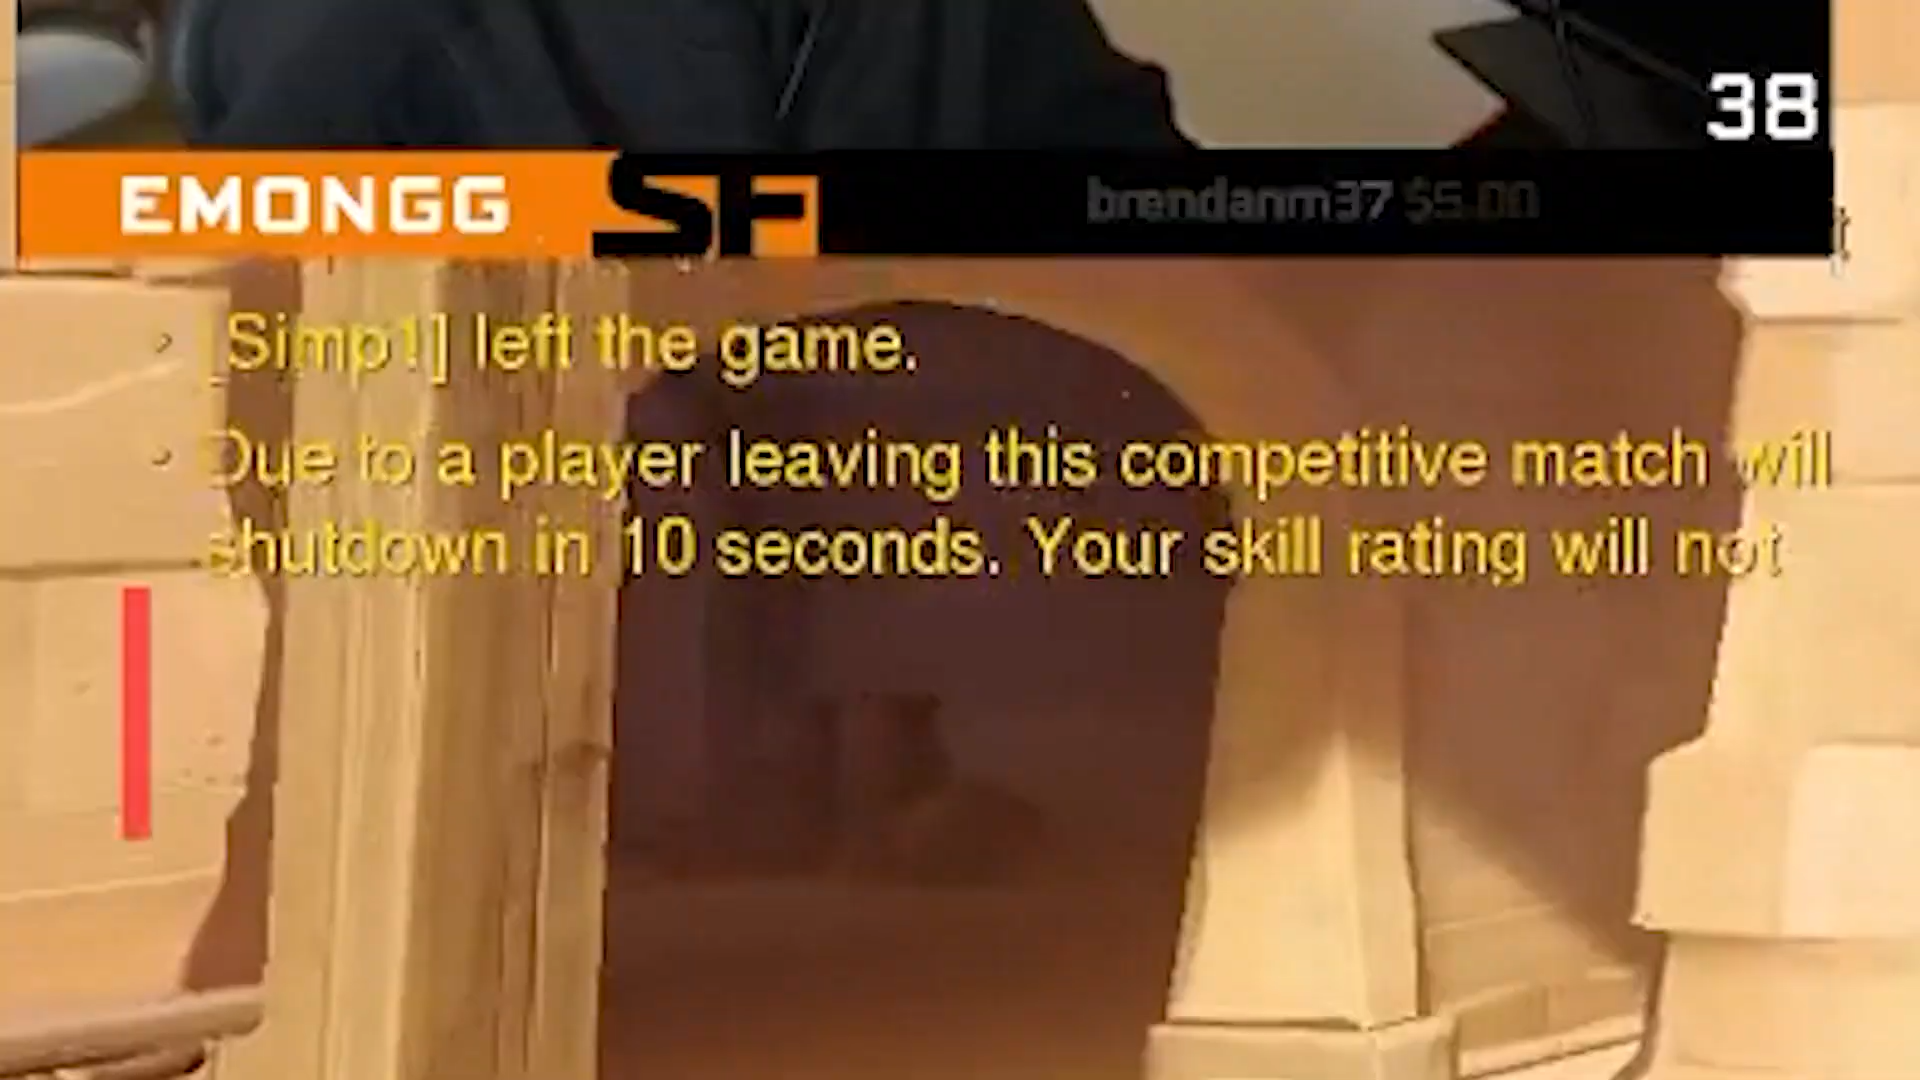 38
EMONGG SF brendanm37 $5.00
> [Simp1] left the game.
> Due to a player leaving this competitive match will
shutdown in 10 seconds. Your skill rating will not